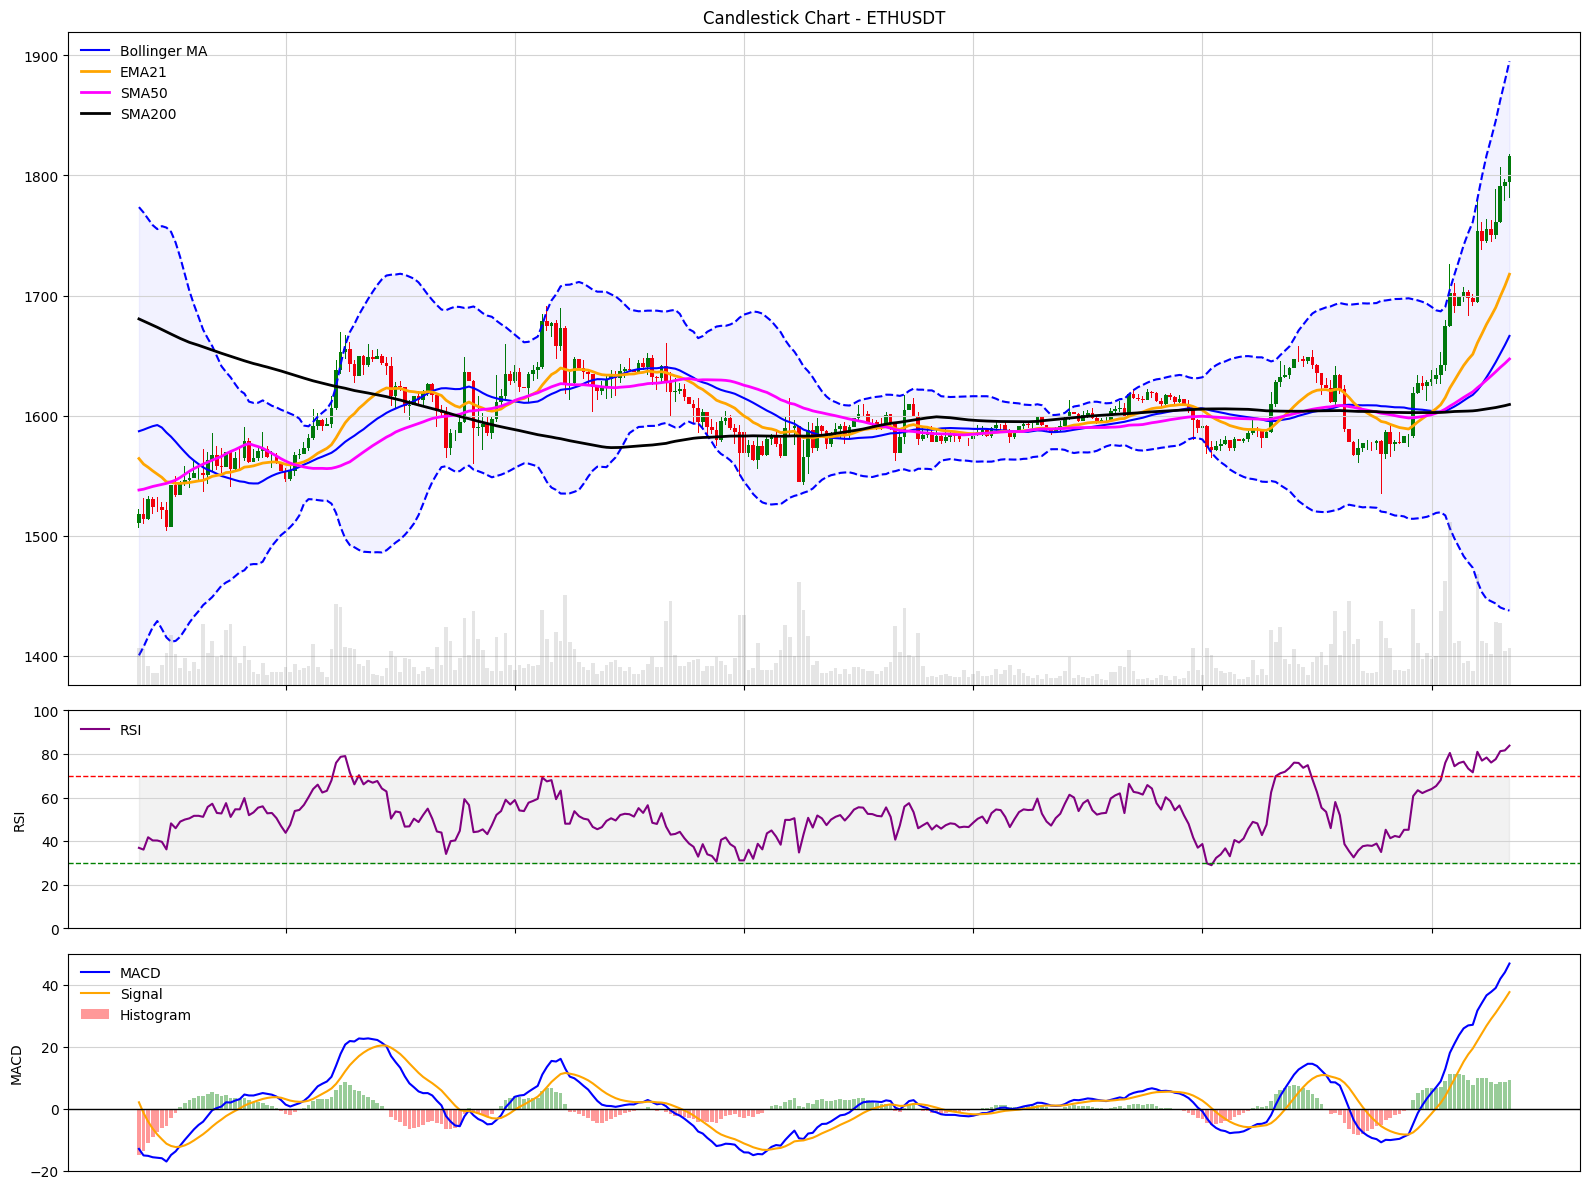 Candlestick Chart - ETHUSDT
1900
1800
1700
1600
1500
1400
Bollinger MA
EMA21
SMA50
SMA200
100
80
60
40
20
0
RSI
RSI
40
20
0
−20
MACD
MACD
Signal
Histogram